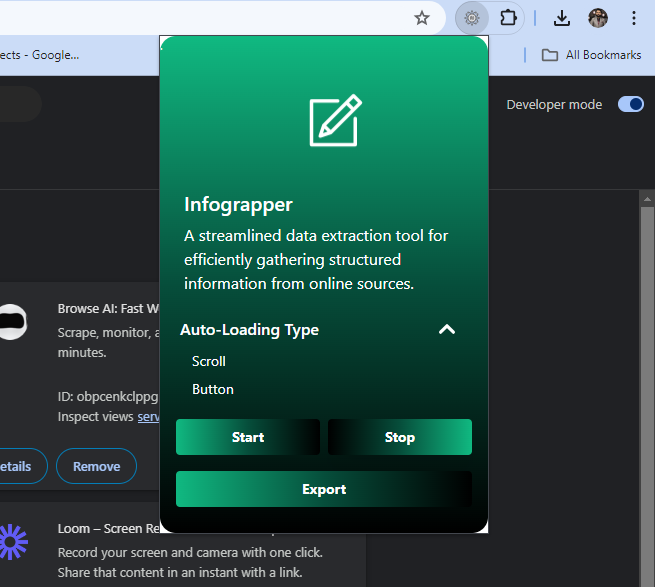 ects - Google...
All Bookmarks
Developer mode
Infograpper
A streamlined data extraction tool for
efficiently gathering structured
information from online sources.
Auto-Loading Type
Scroll
Button
Start
Stop
Export
Browse AI: Fast W
Scrape, monitor, a
minutes.
ID: obpcenkclppg
Inspect views serv
etails
Remove
Loom – Screen Re
Record your screen and camera with one click.
Share that content in an instant with a link.